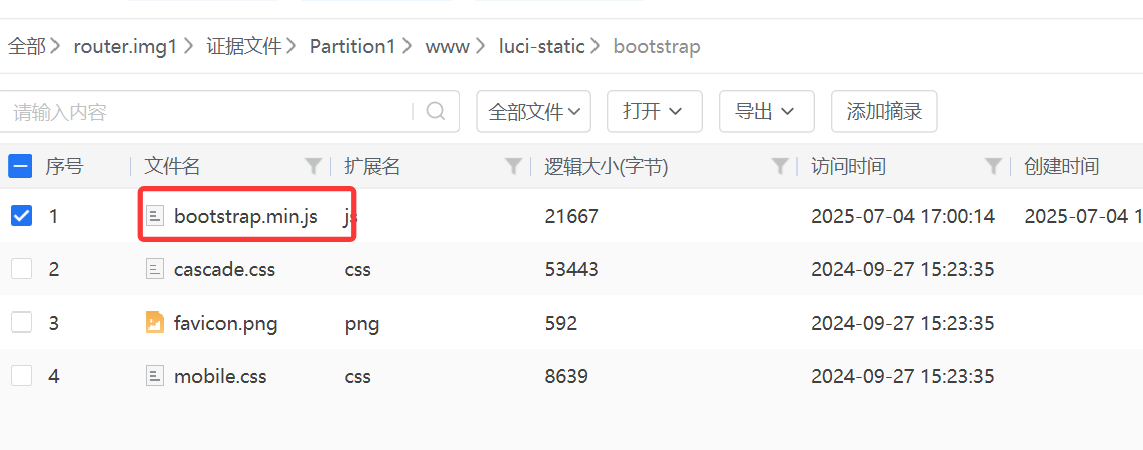 全部 > router.img1 > 证据文件 > Partition1 > www > luci-static > bootstrap
请输入内容 全部文件 打开 导出 添加摘录
序号 文件名 扩展名 逻辑大小(字节) 访问时间 创建时间
1 bootstrap.min.js js 21667 2025-07-04 17:00:14 2025-07-04 1
2 cascade.css css 53443 2024-09-27 15:23:35
3 favicon.png png 592 2024-09-27 15:23:35
4 mobile.css css 8639 2024-09-27 15:23:35